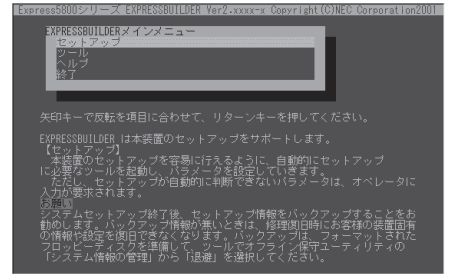 Express5800シリーズ EXPRESSBUILDER Ver2.xxxx-x Copyright(C)NEC Corporation2001
EXPRESSBUILDERメインメニュー
セットアップ
ツール
ヘルプ
終了
矢印キーで反転を項目に合わせて、リターンキーを押してください。
EXPRESSBUILDER は本装置のセットアップをサポートします。
【セットアップ】
本装置のセットアップを容易に行えるように、自動的にセットアップ
に必要なツールを起動し、パラメータを設定していきます。
ただし、セットアップが自動的に判断できないパラメータは、オペレータに
入力が要求されます。
お願い
システムセットアップ終了後、セットアップ情報をバックアップすることをお
勧めします。バックアップ情報が無いときは、修理復旧時にお客様の装置固有
の情報や設定を復旧できなくなります。バックアップは、フォーマットされた
フロッピーディスクを準備して、ツールでオフライン保守ユーティリティの
「システム情報の管理」から「退避」を選択してください。